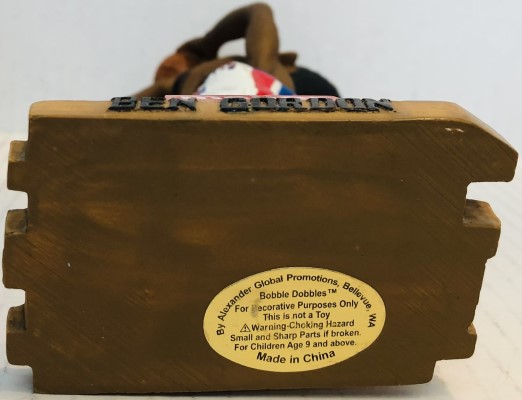 BEN GORDON
By Alexander Global Promotions, Bellevue, WA
Bobble Dobbles™
For Decorative Purposes Only
This is not a Toy
⚠Warning-Choking Hazard
Small and Sharp Parts if broken.
For Children Age 9 and above.
Made in China